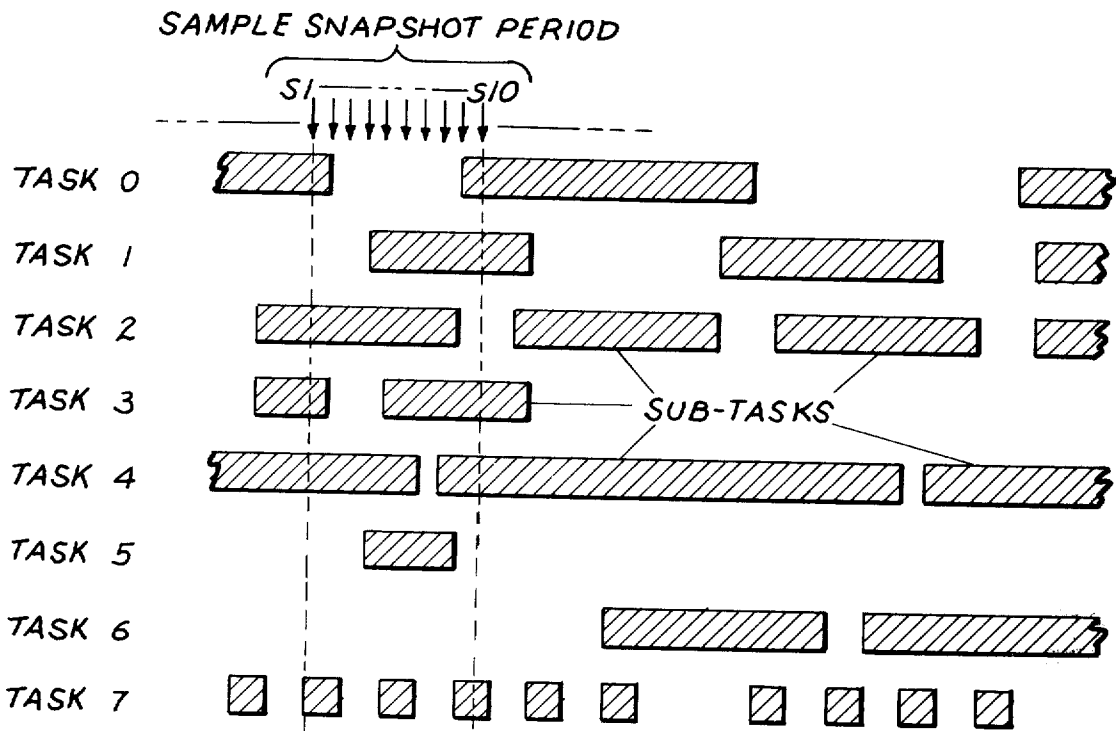 SAMPLE SNAPSHOT PERIOD
S1 S10
TASK 0
TASK 1
TASK 2
TASK 3
SUB-TASKS
TASK 4
TASK 5
TASK 6
TASK 7